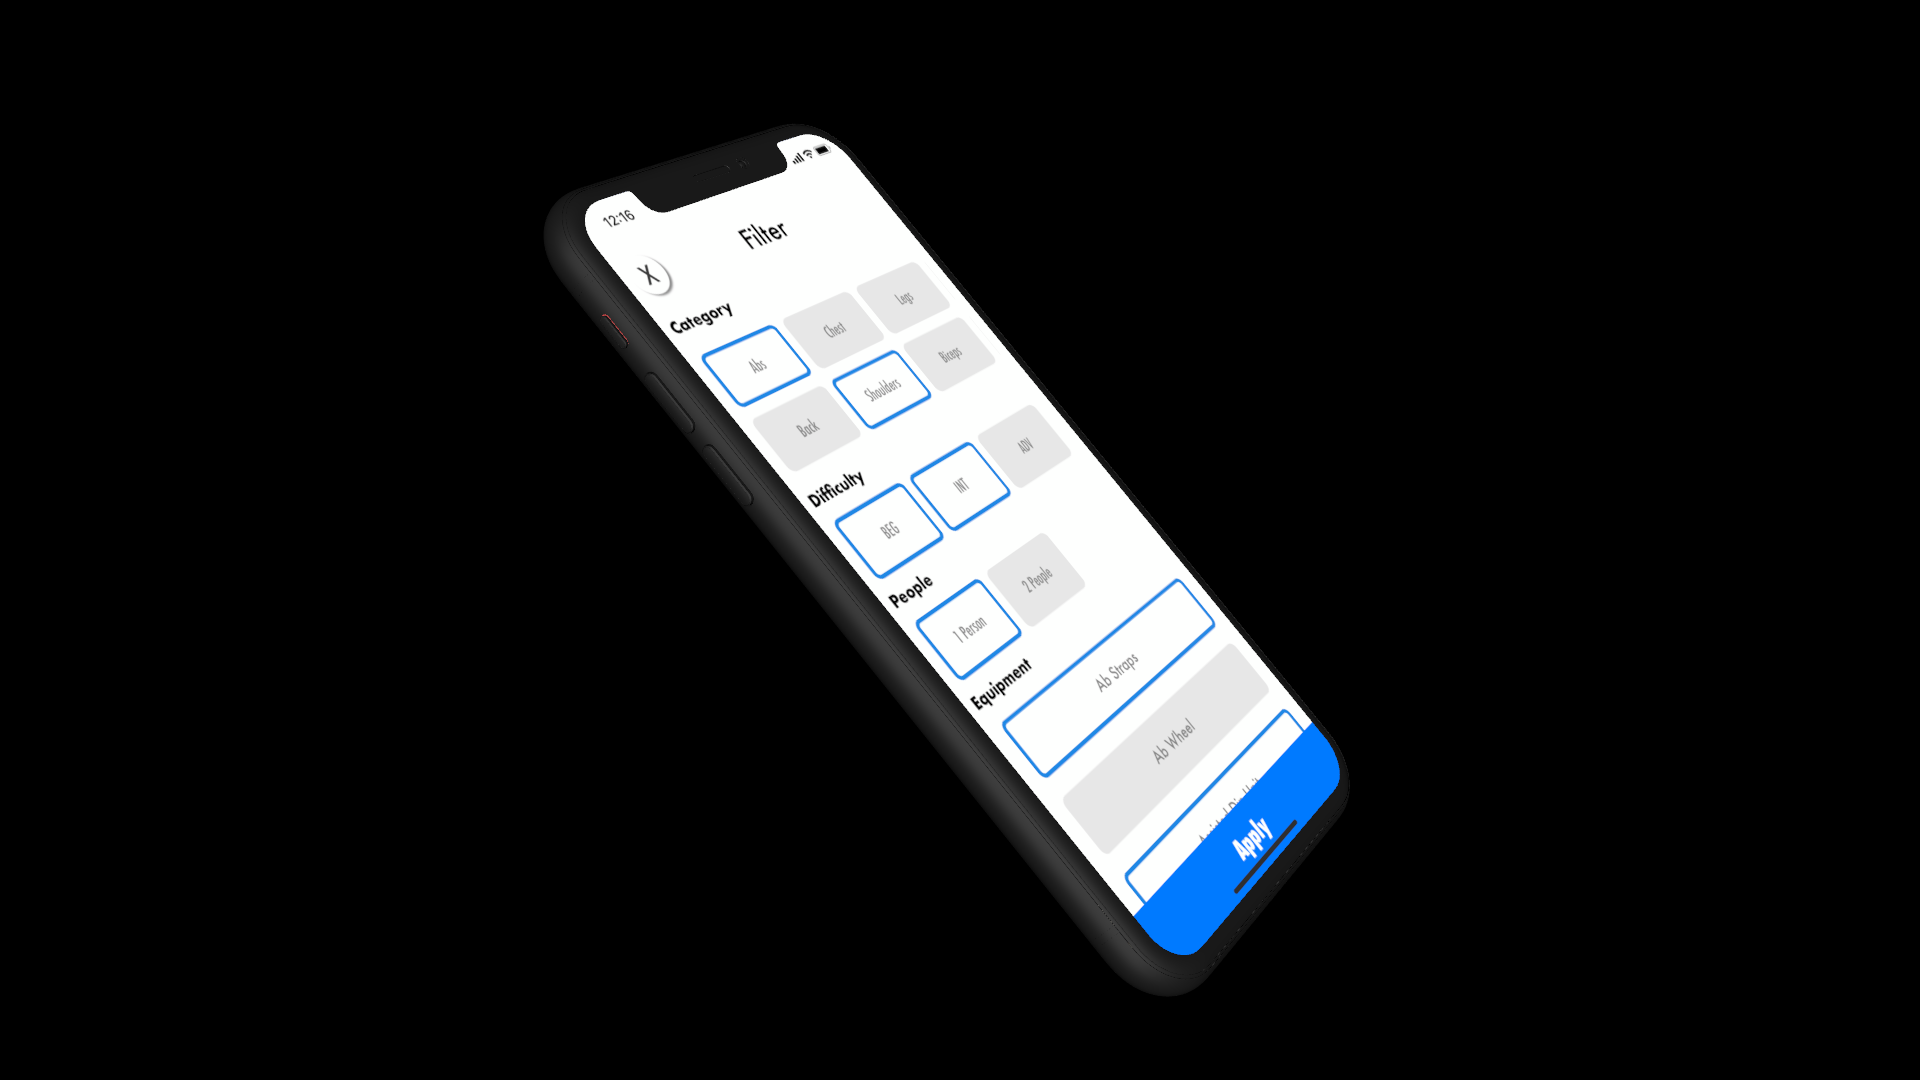 12:16
Filter
X
Category
Abs Chest Legs
Back Shoulders Biceps
Difficulty
BEG INT ADV
People
1 Person 2 People
Equipment
Ab Straps
Ab Wheel
Apply